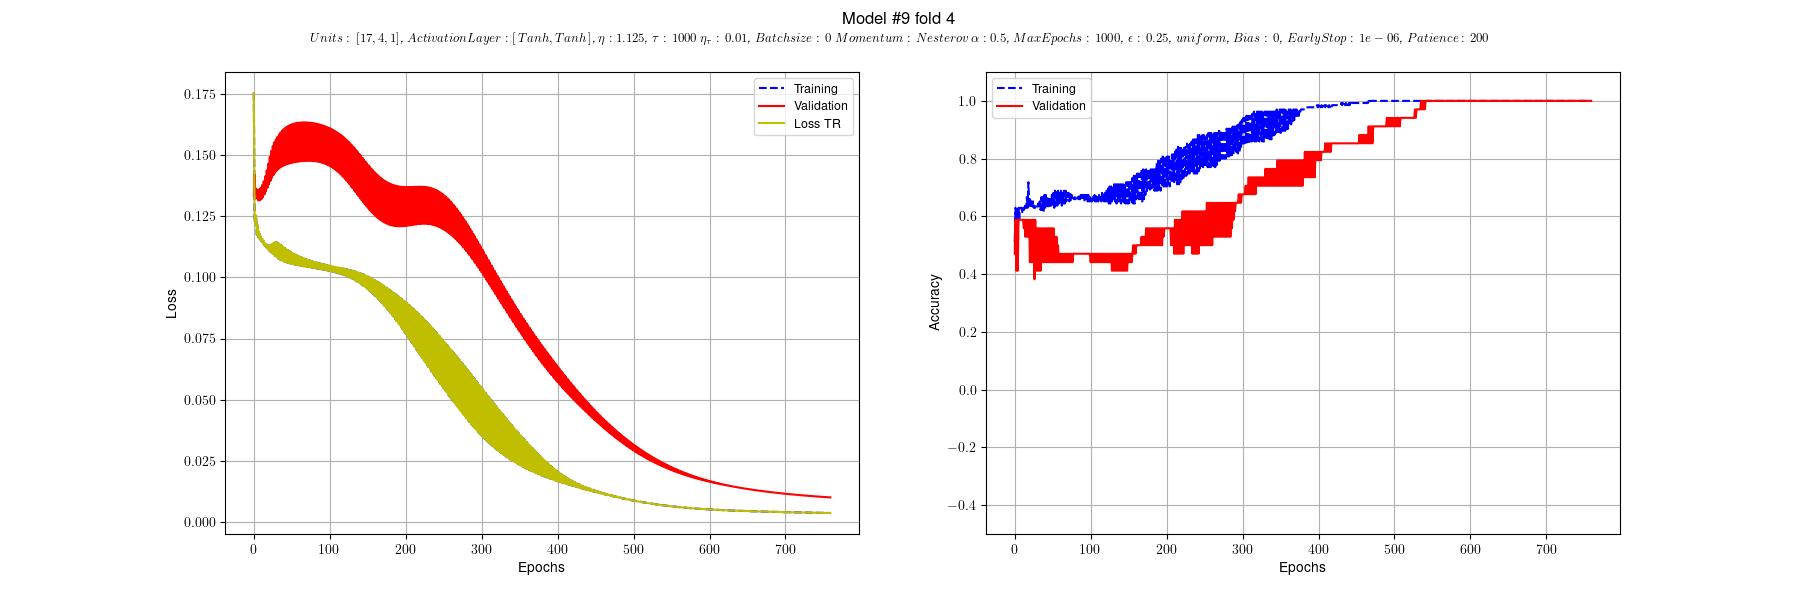 Model #9 fold 4
Units : [17, 4, 1], ActivationLayer : [Tanh, Tanh], η : 1.125, τ : 1000 ητ : 0.01, Batchsize : 0 Momentum : Nesterov α : 0.5, MaxEpochs : 1000, ϵ : 0.25, uniform, Bias : 0, EarlyStop : 1e − 06, Patience : 200
Training
Validation
Loss TR
0.175
0.150
0.125
0.100
0.075
0.050
0.025
0.000
Loss
0 100 200 300 400 500 600 700
Epochs
Training
Validation
1.0
0.8
0.6
0.4
0.2
0.0
−0.2
−0.4
Accuracy
0 100 200 300 400 500 600 700
Epochs